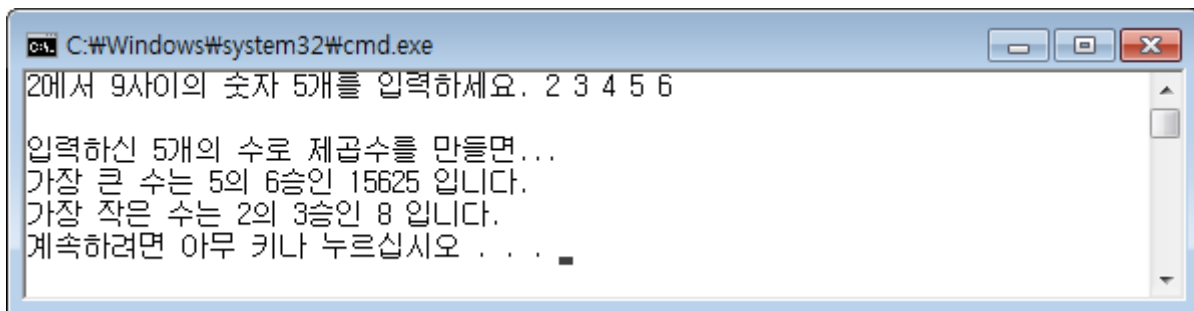 C:₩Windows₩system32₩cmd.exe
2에서 9사이의 숫자 5개를 입력하세요. 2 3 4 5 6
입력하신 5개의 수로 제곱수를 만들면...
가장 큰 수는 5의 6승인 15625 입니다.
가장 작은 수는 2의 3승인 8 입니다.
계속하려면 아무 키나 누르십시오 . . .